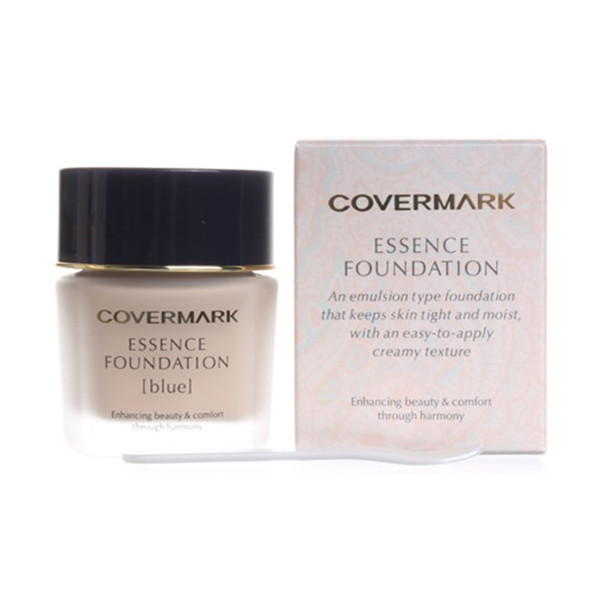 COVERMARK
ESSENCE
FOUNDATION
[blue]
Enhancing beauty & comfort
through harmony
COVERMARK
ESSENCE
FOUNDATION
An emulsion type foundation
that keeps skin tight and moist,
with an easy-to-apply
creamy texture
Enhancing beauty & comfort
through harmony